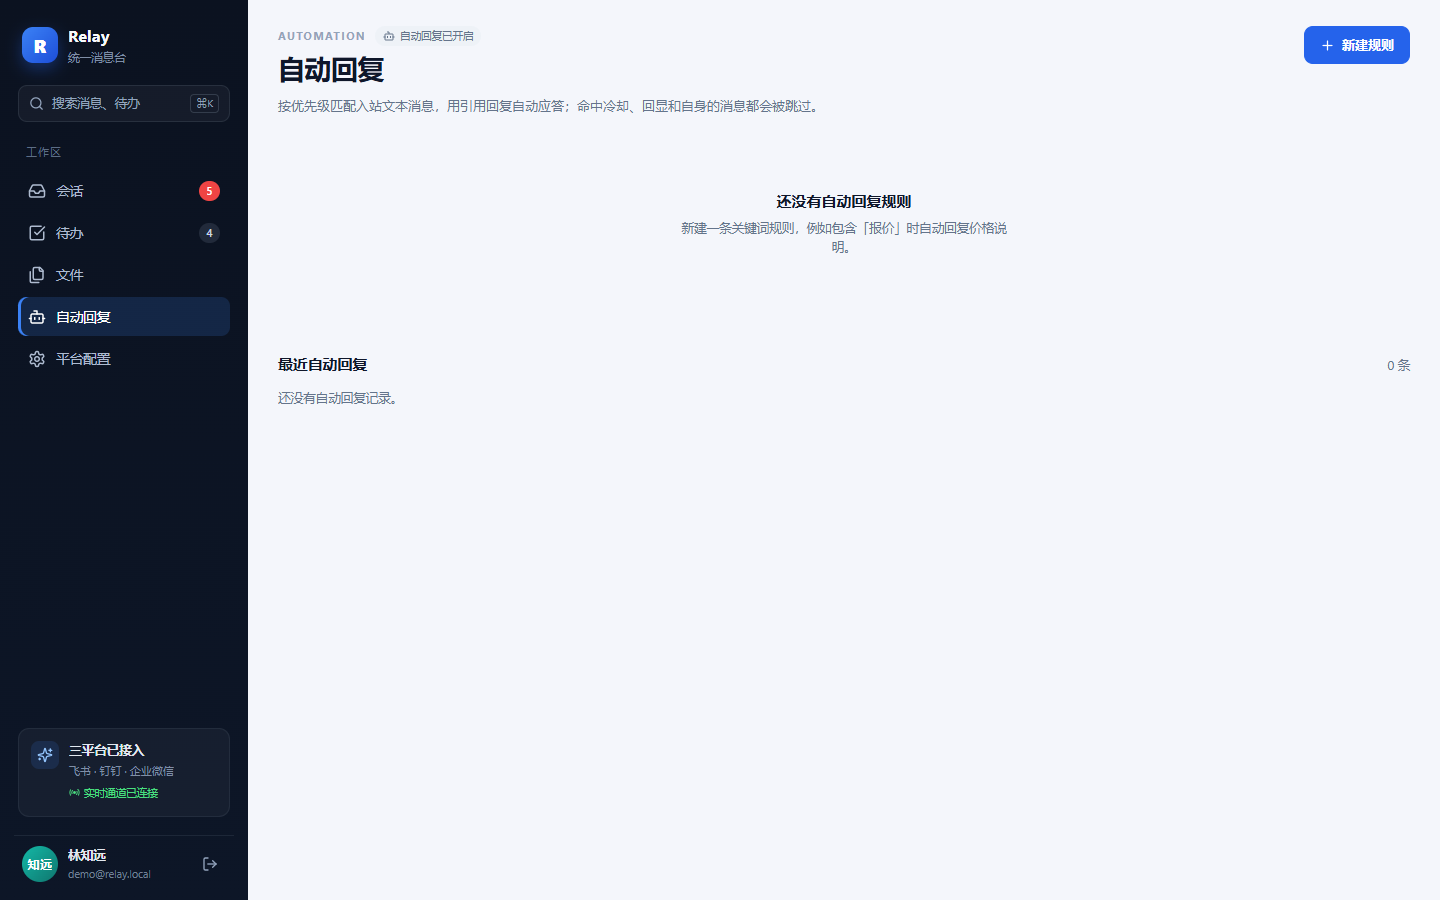 R
Relay
统一消息台
搜索消息、待办
⌘K
工作区
会话
5
待办
4
文件
自动回复
平台配置
三平台已接入
飞书 · 钉钉 · 企业微信
实时通道已连接
知远
林知远
demo@relay.local
AUTOMATION
自动回复已开启
自动回复
按优先级匹配入站文本消息，用引用回复自动应答；命中冷却、回显和自身的消息都会被跳过。
新建规则
还没有自动回复规则
新建一条关键词规则，例如包含「报价」时自动回复价格说
明。
最近自动回复
0 条
还没有自动回复记录。